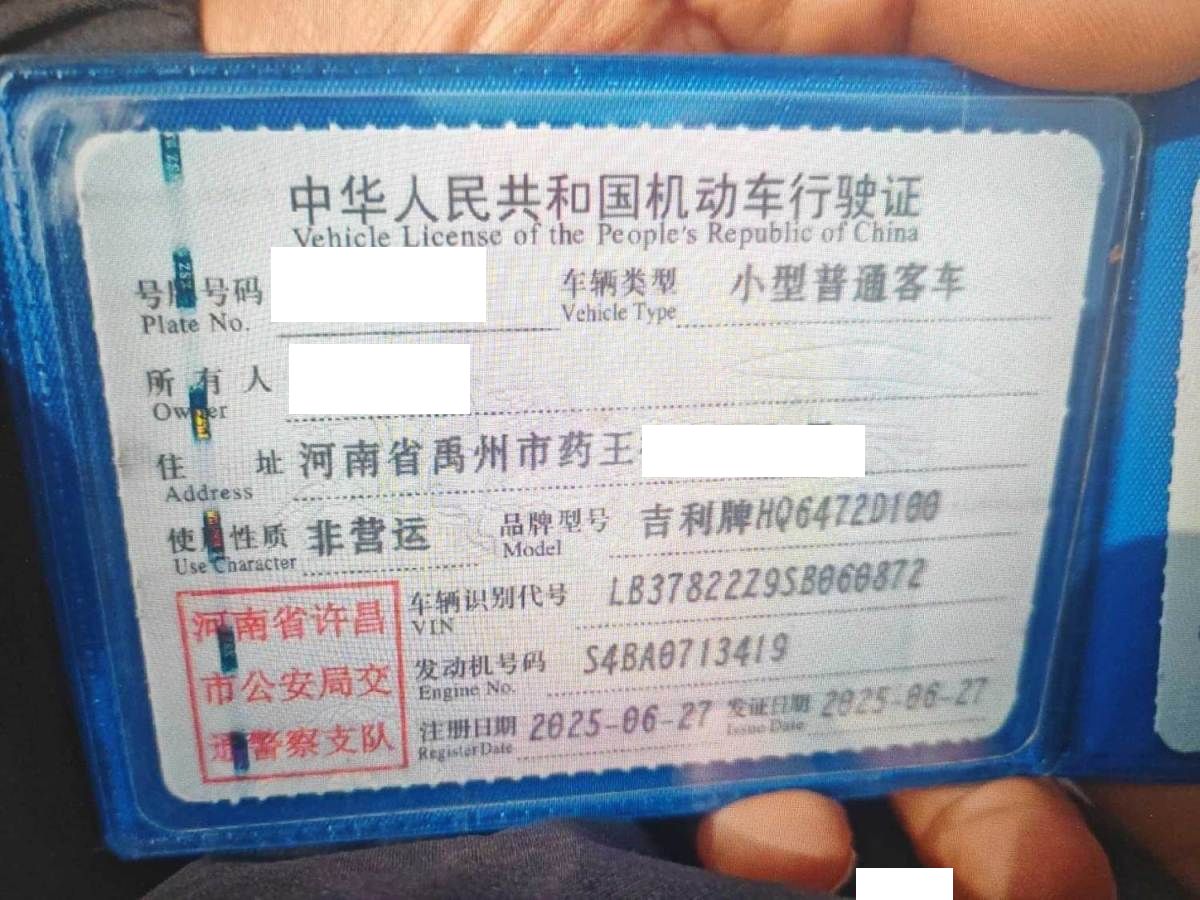 中华人民共和国机动车行驶证
Vehicle License of the People's Republic of China
号牌号码 车辆类型 小型普通客车
Plate No. Vehicle Type
所有人
Owner
住址 河南省禹州市药王
Address
使用性质 非营运 品牌型号 吉利牌HQ6472D100
Use Character Model
车辆识别代号 LB37822Z9SB060872
VIN
发动机号码 S4BA0713419
Engine No.
注册日期 2025-06-27 发证日期 2025-06-27
Register Date Issue Date
河南省许昌
市公安局交
通警察支队